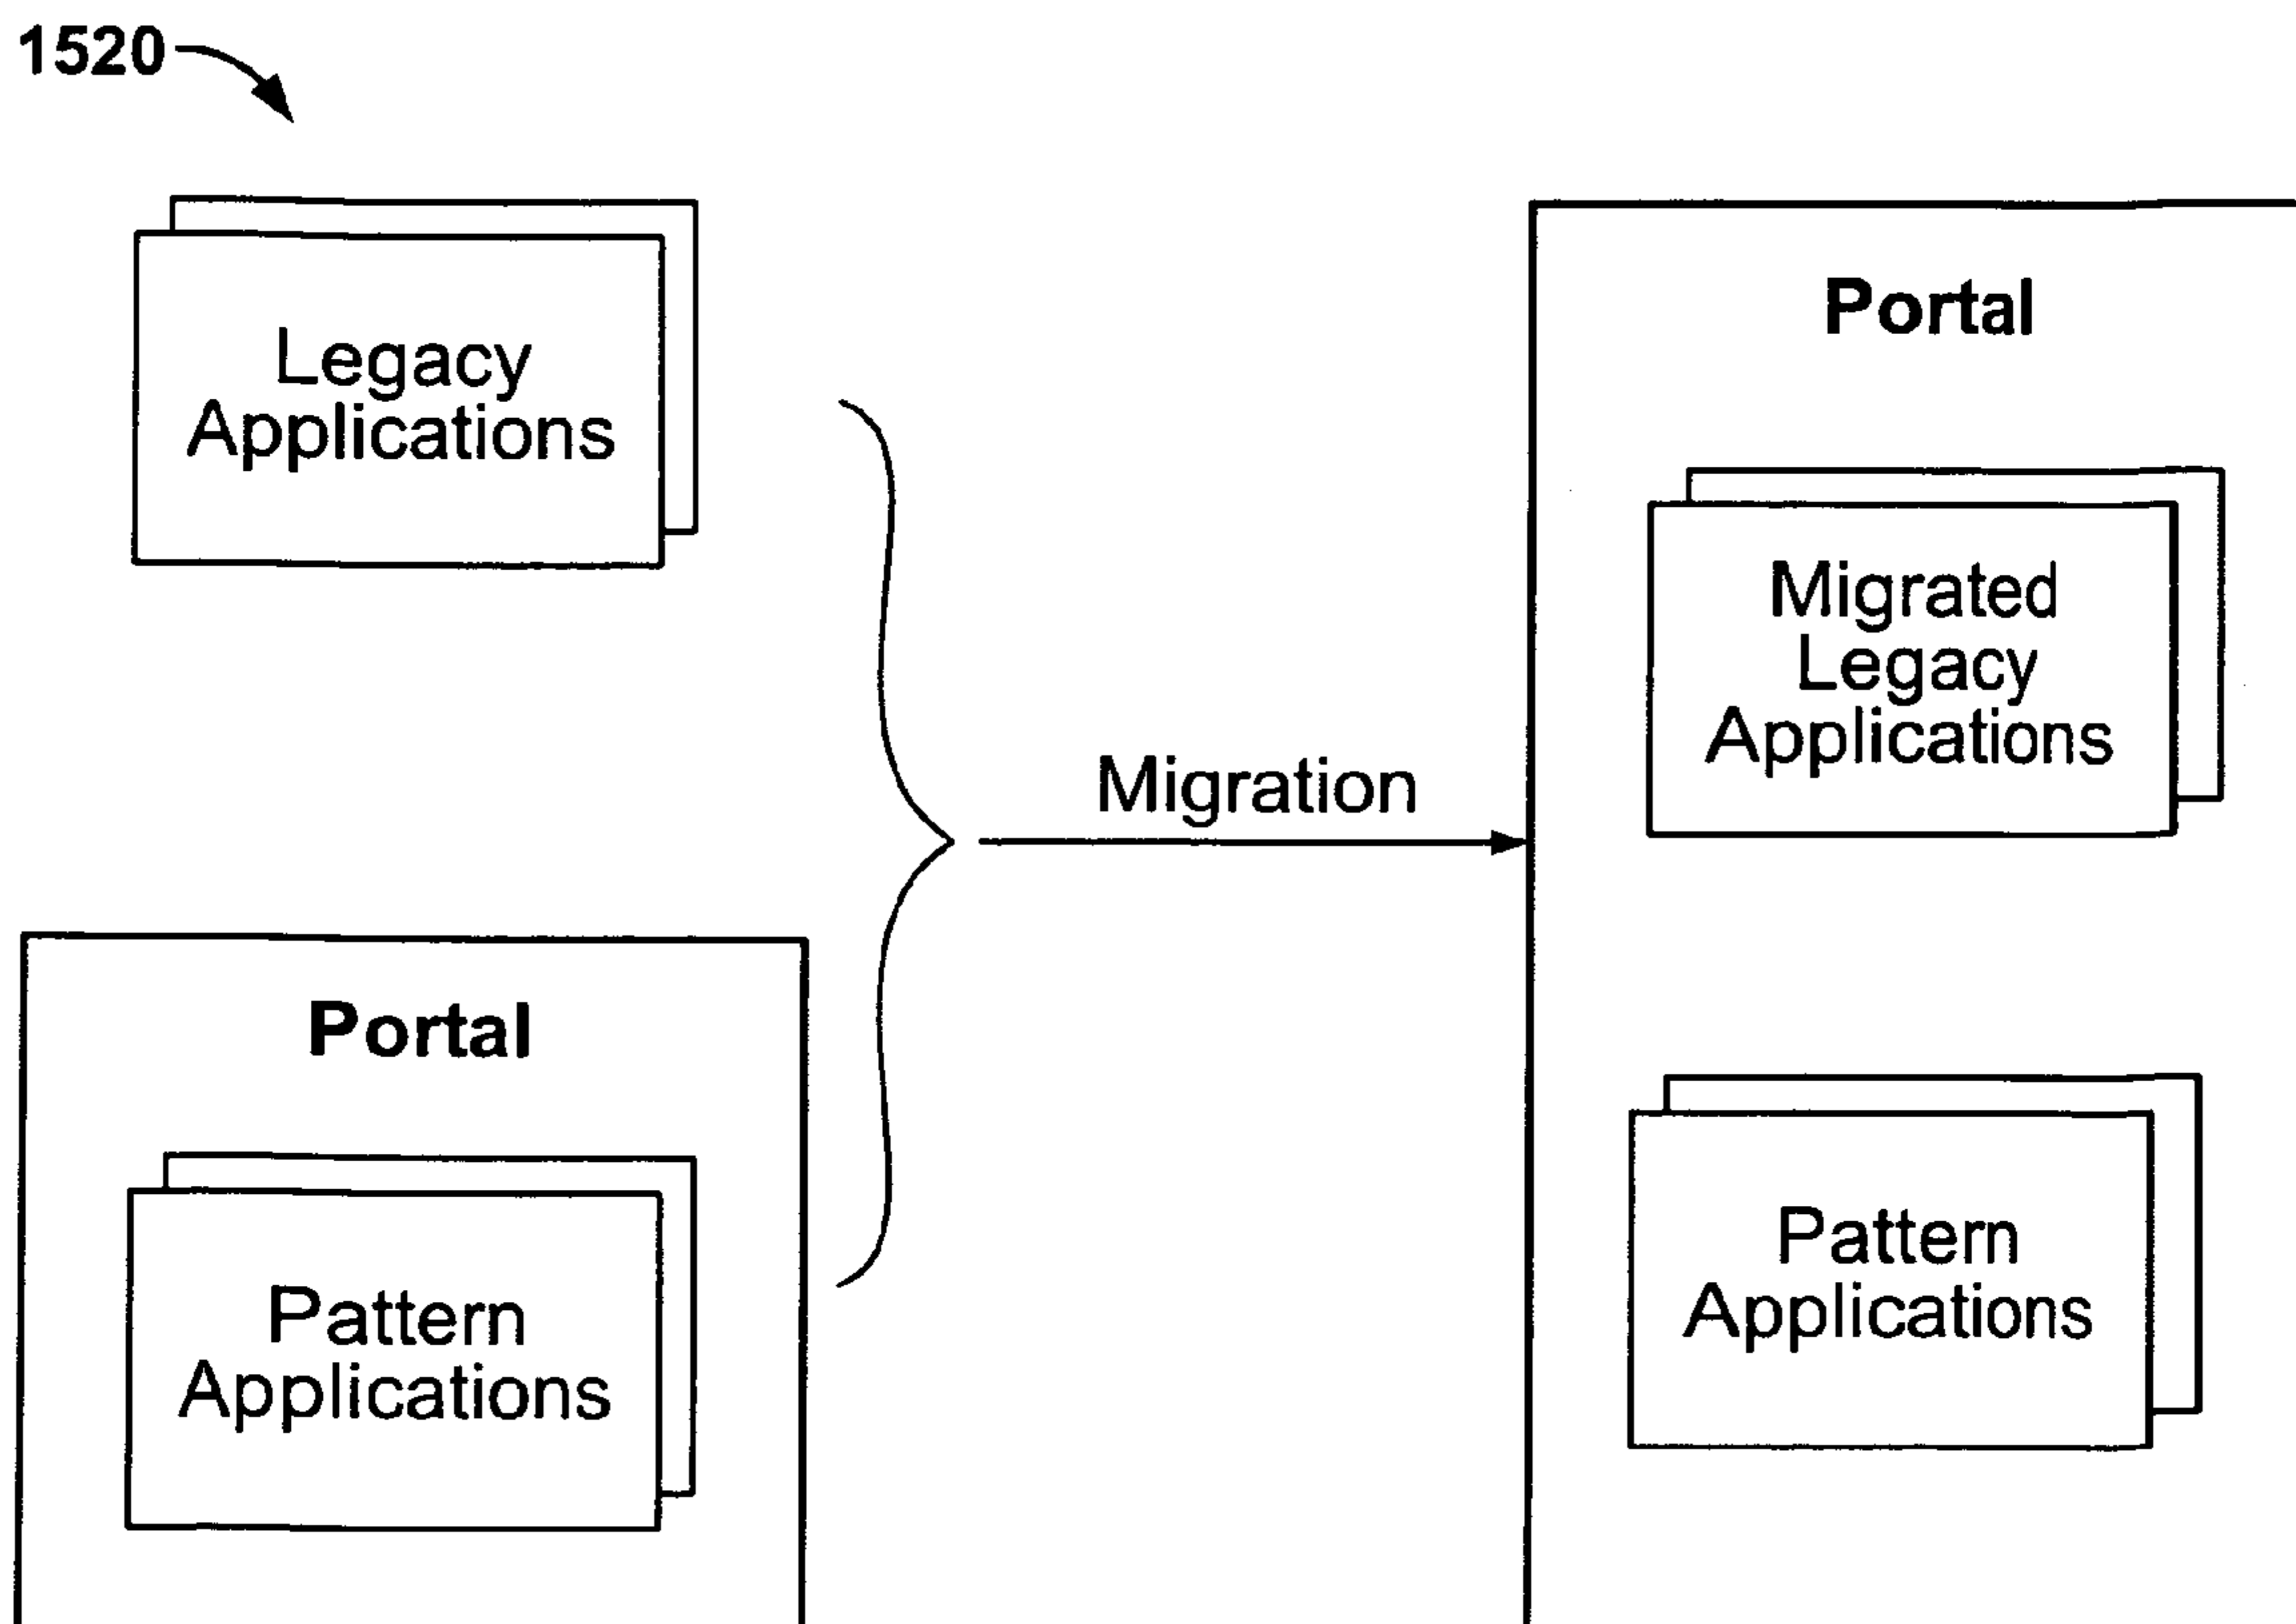 1520
Legacy
Applications
Portal
Pattern
Applications
Migration
Portal
Migrated
Legacy
Applications
Pattern
Applications